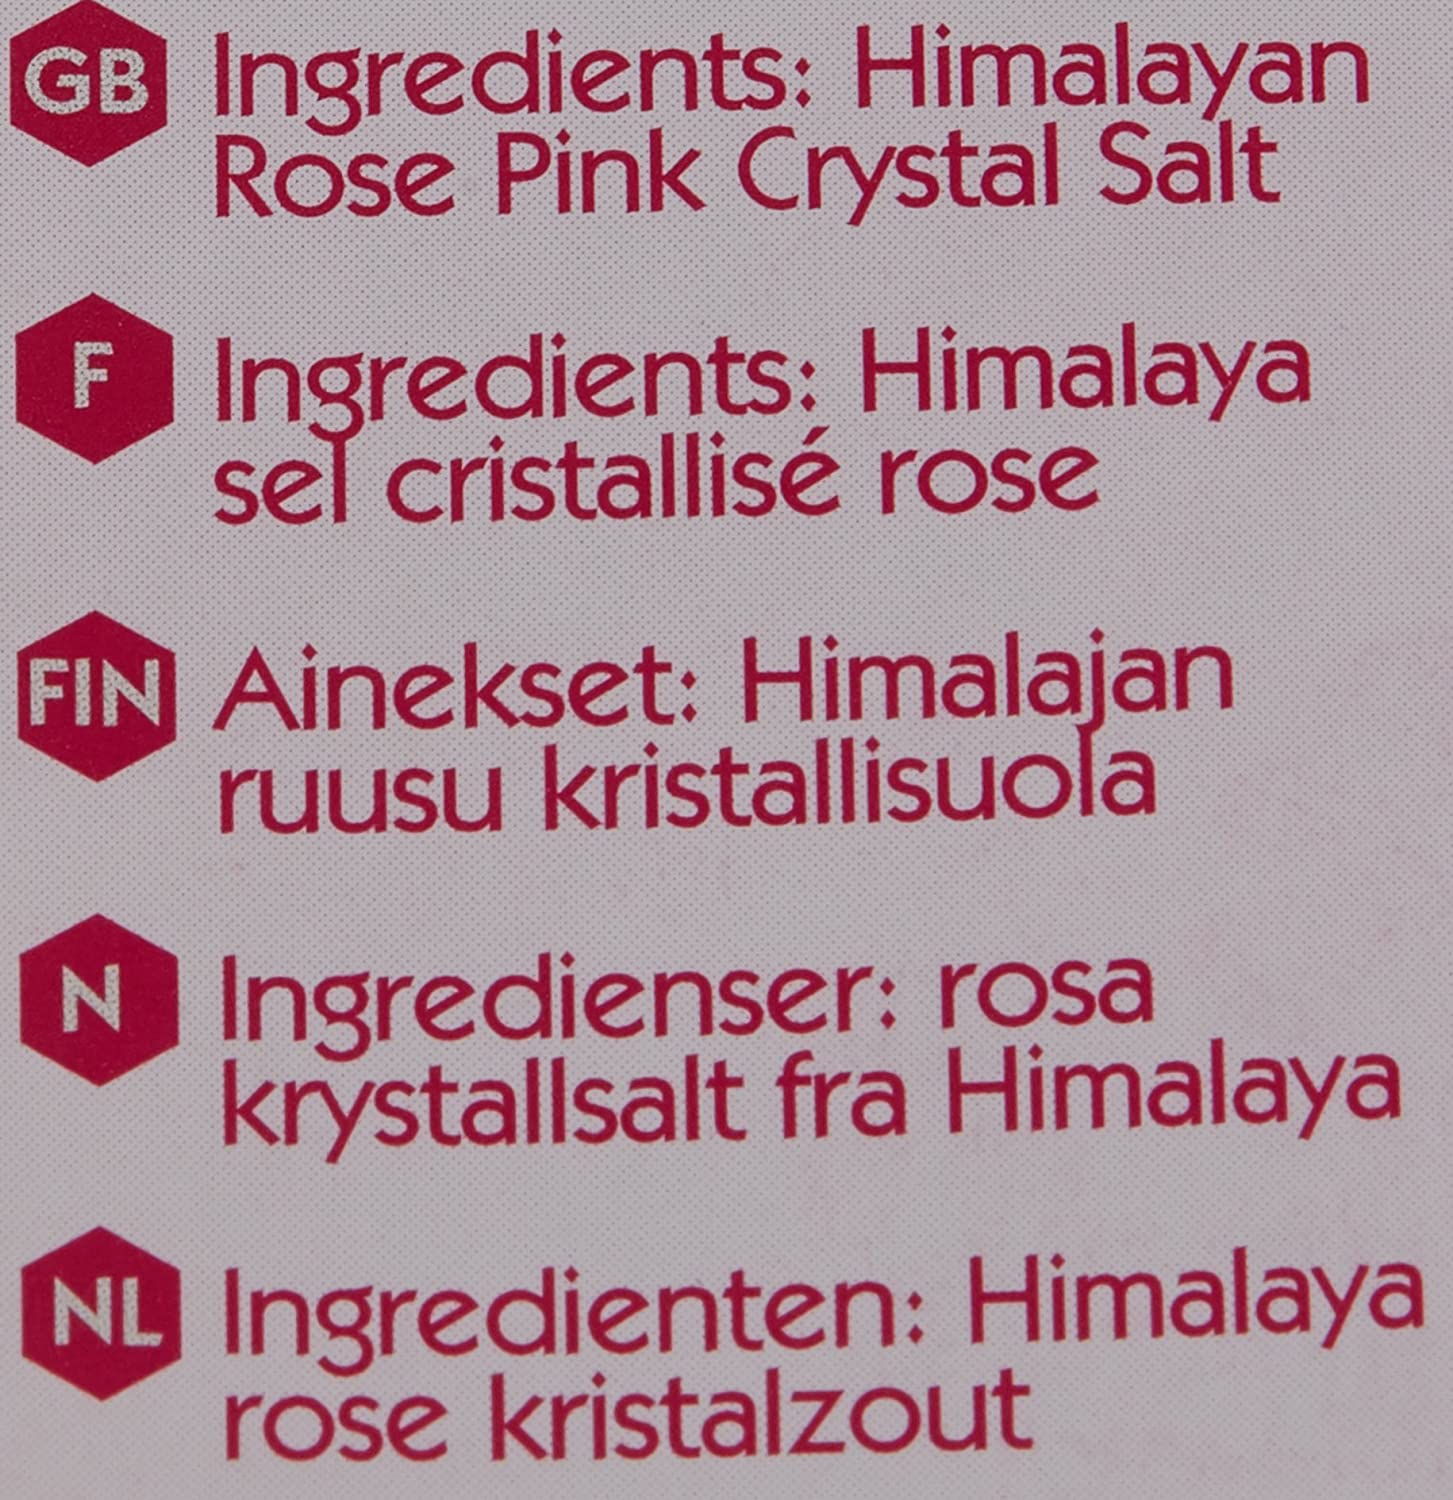 GB Ingredients: Himalayan
Rose Pink Crystal Salt
F Ingredients: Himalaya
sel cristallisé rose
FIN Ainekset: Himalajan
ruusu kristallisuola
N Ingredienser: rosa
krystallsalt fra Himalaya
NL Ingredienten: Himalaya
rose kristalzout